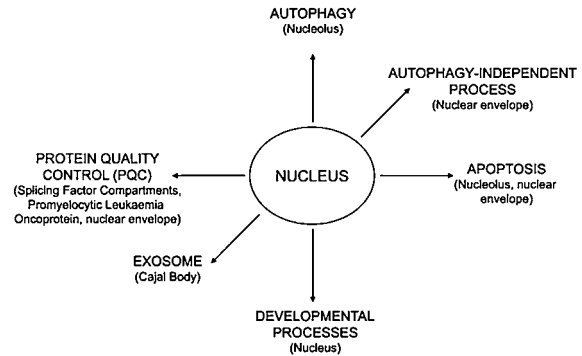 AUTOPHAGY
(Nucleolus)
AUTOPHAGY-INDEPENDENT
PROCESS
(Nuclear envelope)
PROTEIN QUALITY
CONTROL (PQC)
(Splicing Factor Compartments,
Promyelocytic Leukaemia
Oncoprotein, nuclear envelope)
NUCLEUS
APOPTOSIS
(Nucleolus, nuclear
envelope)
EXOSOME
(Cajal Body)
DEVELOPMENTAL
PROCESSES
(Nucleus)